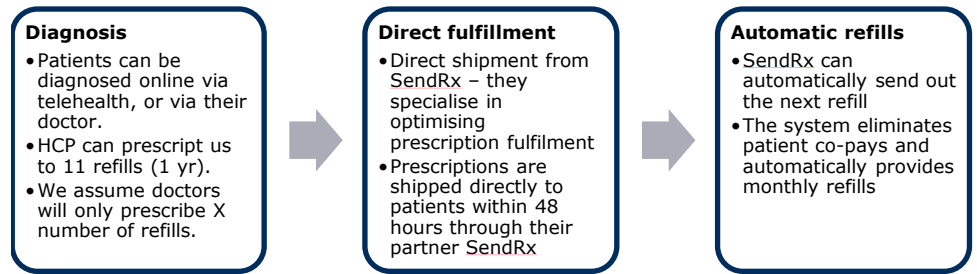 Diagnosis
•Patients can be
diagnosed online via
telehealth, or via their
doctor.
•HCP can prescript us
to 11 refills (1 yr).
•We assume doctors
will only prescribe X
number of refills.
Direct fulfillment
•Direct shipment from
SendRx – they
specialise in
optimising
prescription fulfilment
•Prescriptions are
shipped directly to
patients within 48
hours through their
partner SendRx
Automatic refills
•SendRx can
automatically send out
the next refill
•The system eliminates
patient co-pays and
automatically provides
monthly refills